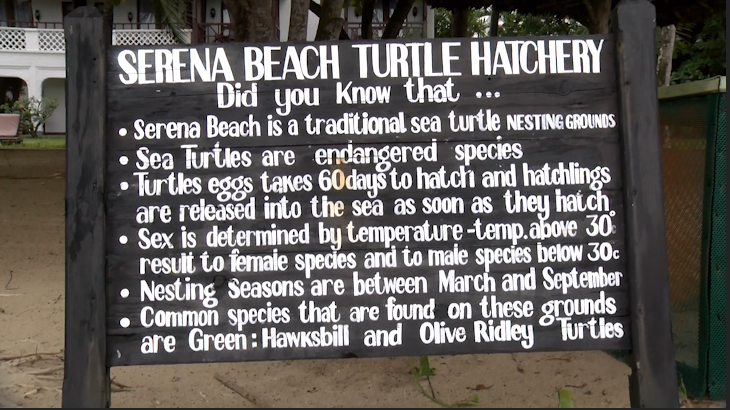 SERENA BEACH TURTLE HATCHERY
Did you Know that ...
• Serena Beach is a traditional sea turtle NESTING GROUNDS
• Sea Turtles are endangered species
• Turtles eggs takes 60 days to hatch and hatchlings
are released into the sea as soon as they hatch
• Sex is determined by temperature - temp. above 30°
result to female species and to male species below 30c
• Nesting Seasons are between March and September
• Common species that are found on these grounds
are Green : Hawksbill and Olive Ridley Turtles